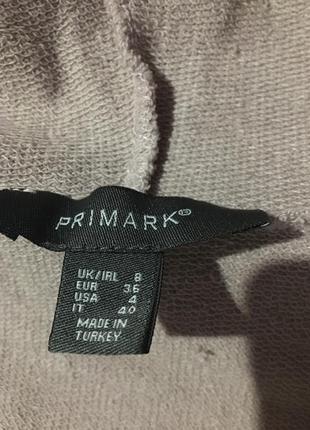 PRIMARK®
UK/IRL 8
EUR 36
USA 4
IT 40
MADE IN
TURKEY